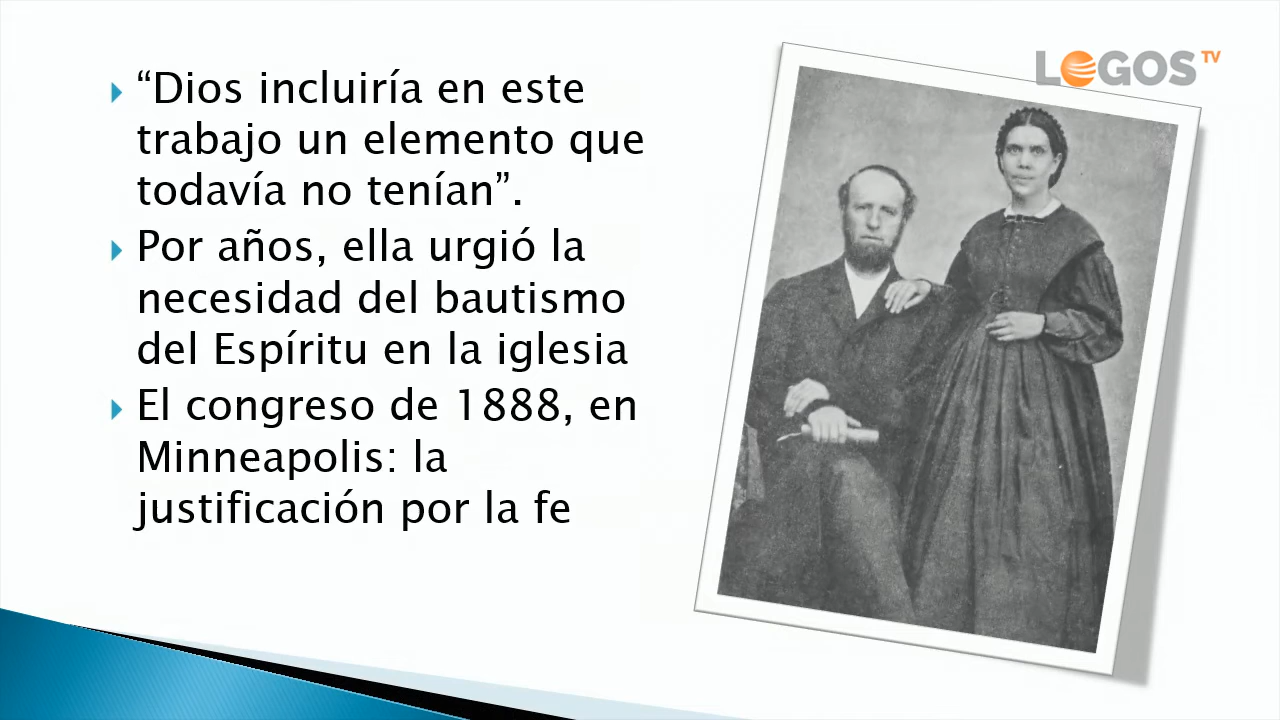 LOGOS TV
“Dios incluiría en este
trabajo un elemento que
todavía no tenían”.
Por años, ella urgió la
necesidad del bautismo
del Espíritu en la iglesia
El congreso de 1888, en
Minneapolis: la
justificación por la fe